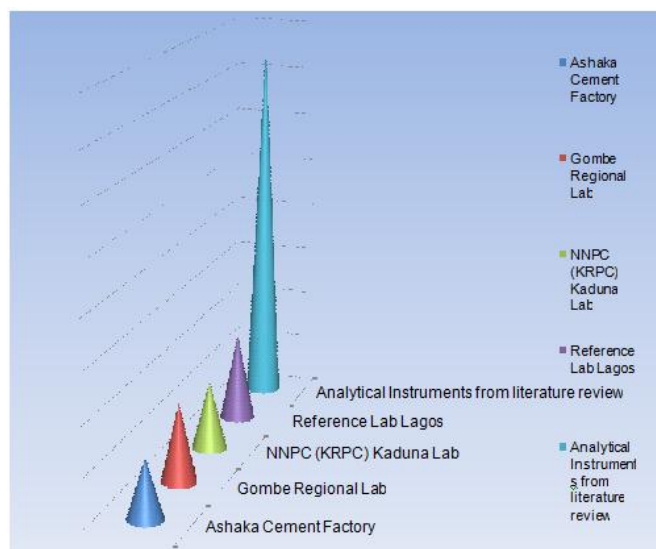 Ashaka
Cement
Factory
Gombe
Regional
Lab
NNPC
(KRPC)
Kaduna
Lab
Reference
Lab Lagos
Analytical
Instrument
s from
literature
review
Analytical Instruments from literature review
Reference Lab Lagos
NNPC (KRPC) Kaduna Lab
Gombe Regional Lab
Ashaka Cement Factory